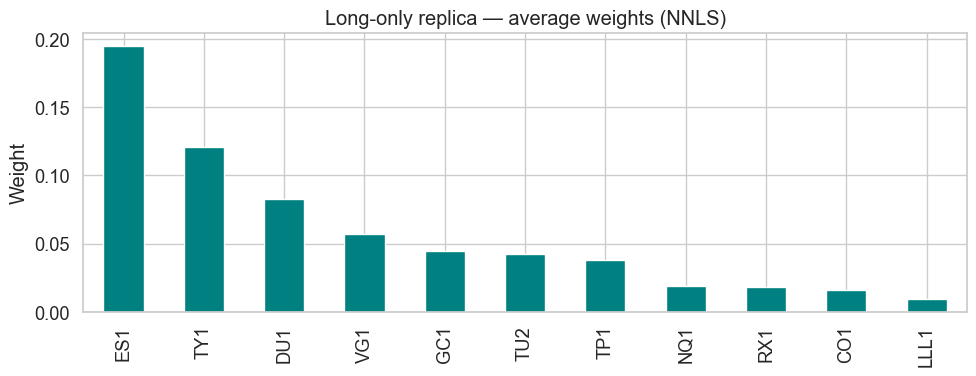 Long-only replica — average weights (NNLS)
Weight
0.20
0.15
0.10
0.05
0.00
ES1
TY1
DU1
VG1
GC1
TU2
TP1
NQ1
RX1
CO1
LLL1